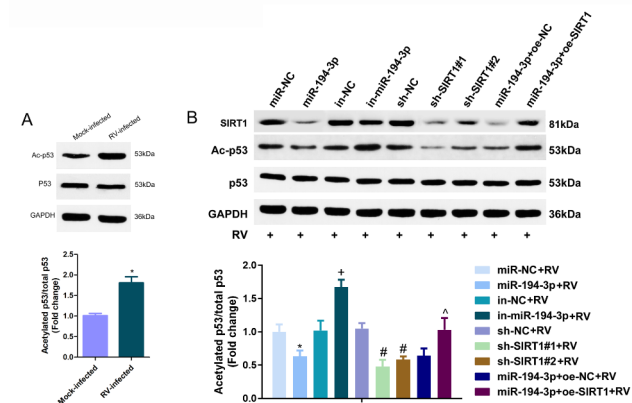 A
Mock-infected
RV-infected
Ac-p53
53kDa
P53
53kDa
GAPDH
36kDa
Acetylated p53/total p53
(Fold change)
2.5
2.0
1.5
1.0
0.5
0.0
*
Mock-infected
RV-infected
B
miR-NC
miR-194-3p
in-NC
in-miR-194-3p
sh-NC
sh-SIRT1#1
sh-SIRT1#2
miR-194-3p+oe-NC
miR-194-3p+oe-SIRT1
SIRT1
81kDa
Ac-p53
53kDa
p53
53kDa
GAPDH
36kDa
RV + + + + + + + + +
Acetylated p53/total p53
(Fold change)
2.0
1.5
1.0
0.5
0.0
* + # # ^
miR-NC+RV
miR-194-3p+RV
in-NC+RV
in-miR-194-3p+RV
sh-NC+RV
sh-SIRT1#1+RV
sh-SIRT1#2+RV
miR-194-3p+oe-NC+RV
miR-194-3p+oe-SIRT1+RV